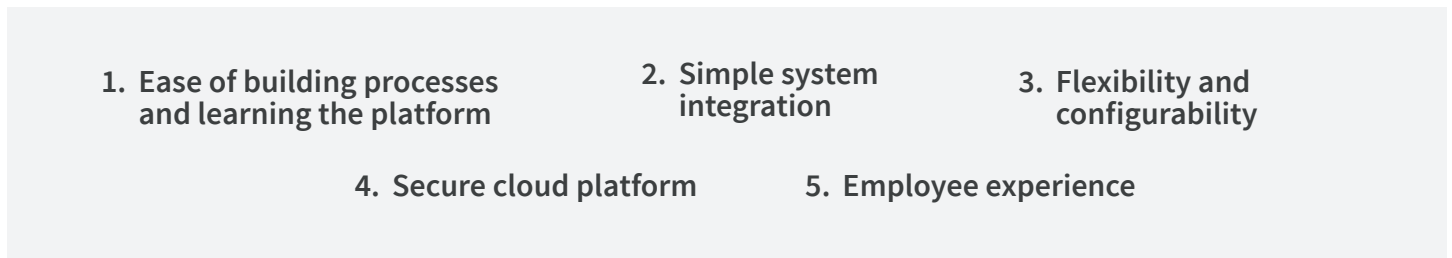 1. Ease of building processes
and learning the platform
2. Simple system
integration
3. Flexibility and
configurability
4. Secure cloud platform
5. Employee experience